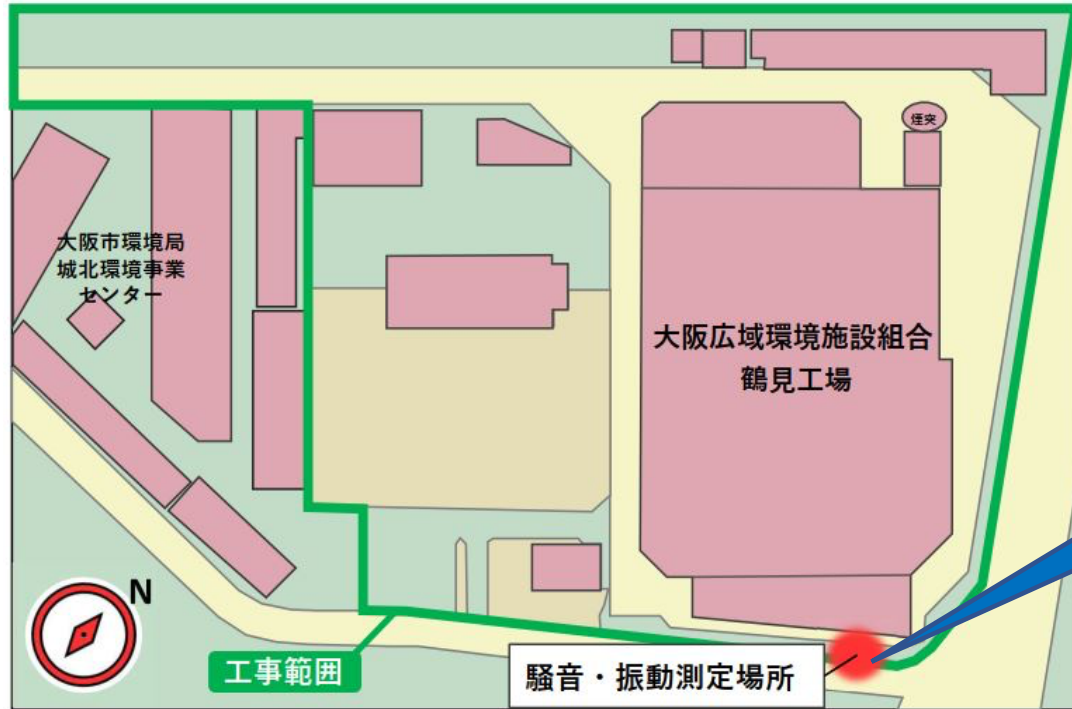 煙突
大阪市環境局
城北環境事業
センター
大阪広域環境施設組合
鶴見工場
N
工事範囲
騒音・振動測定場所